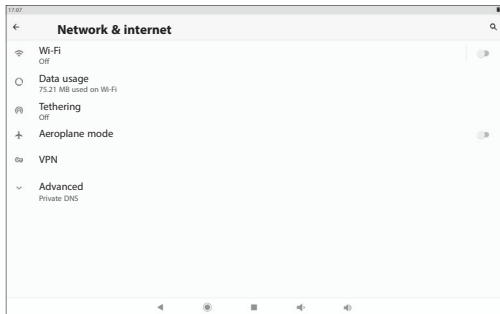 17:07
Network & internet
Wi-Fi
Off
Data usage
75.21 MB used on Wi-Fi
Tethering
Off
Aeroplane mode
VPN
Advanced
Private DNS